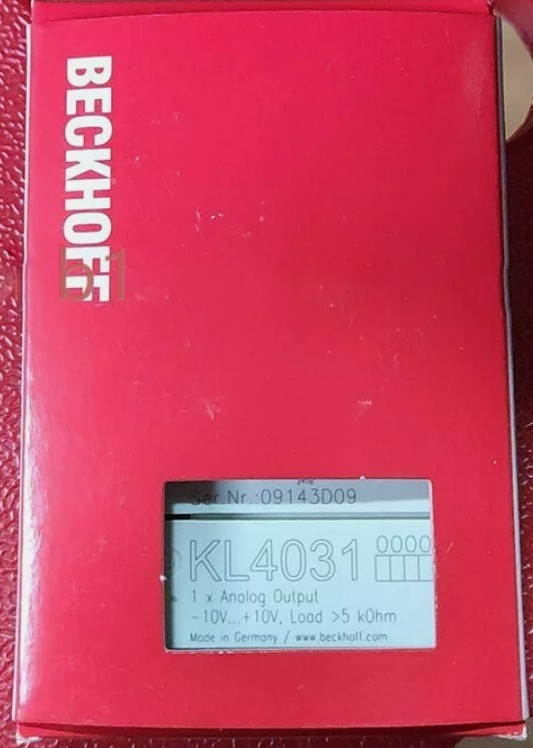 BECKHOFF
b1
Ser.Nr.:09143D09
KL4031
0000
1 x Analog Output
-10V...+10V, Load >5 kOhm
Made in Germany / www.beckhoff.com